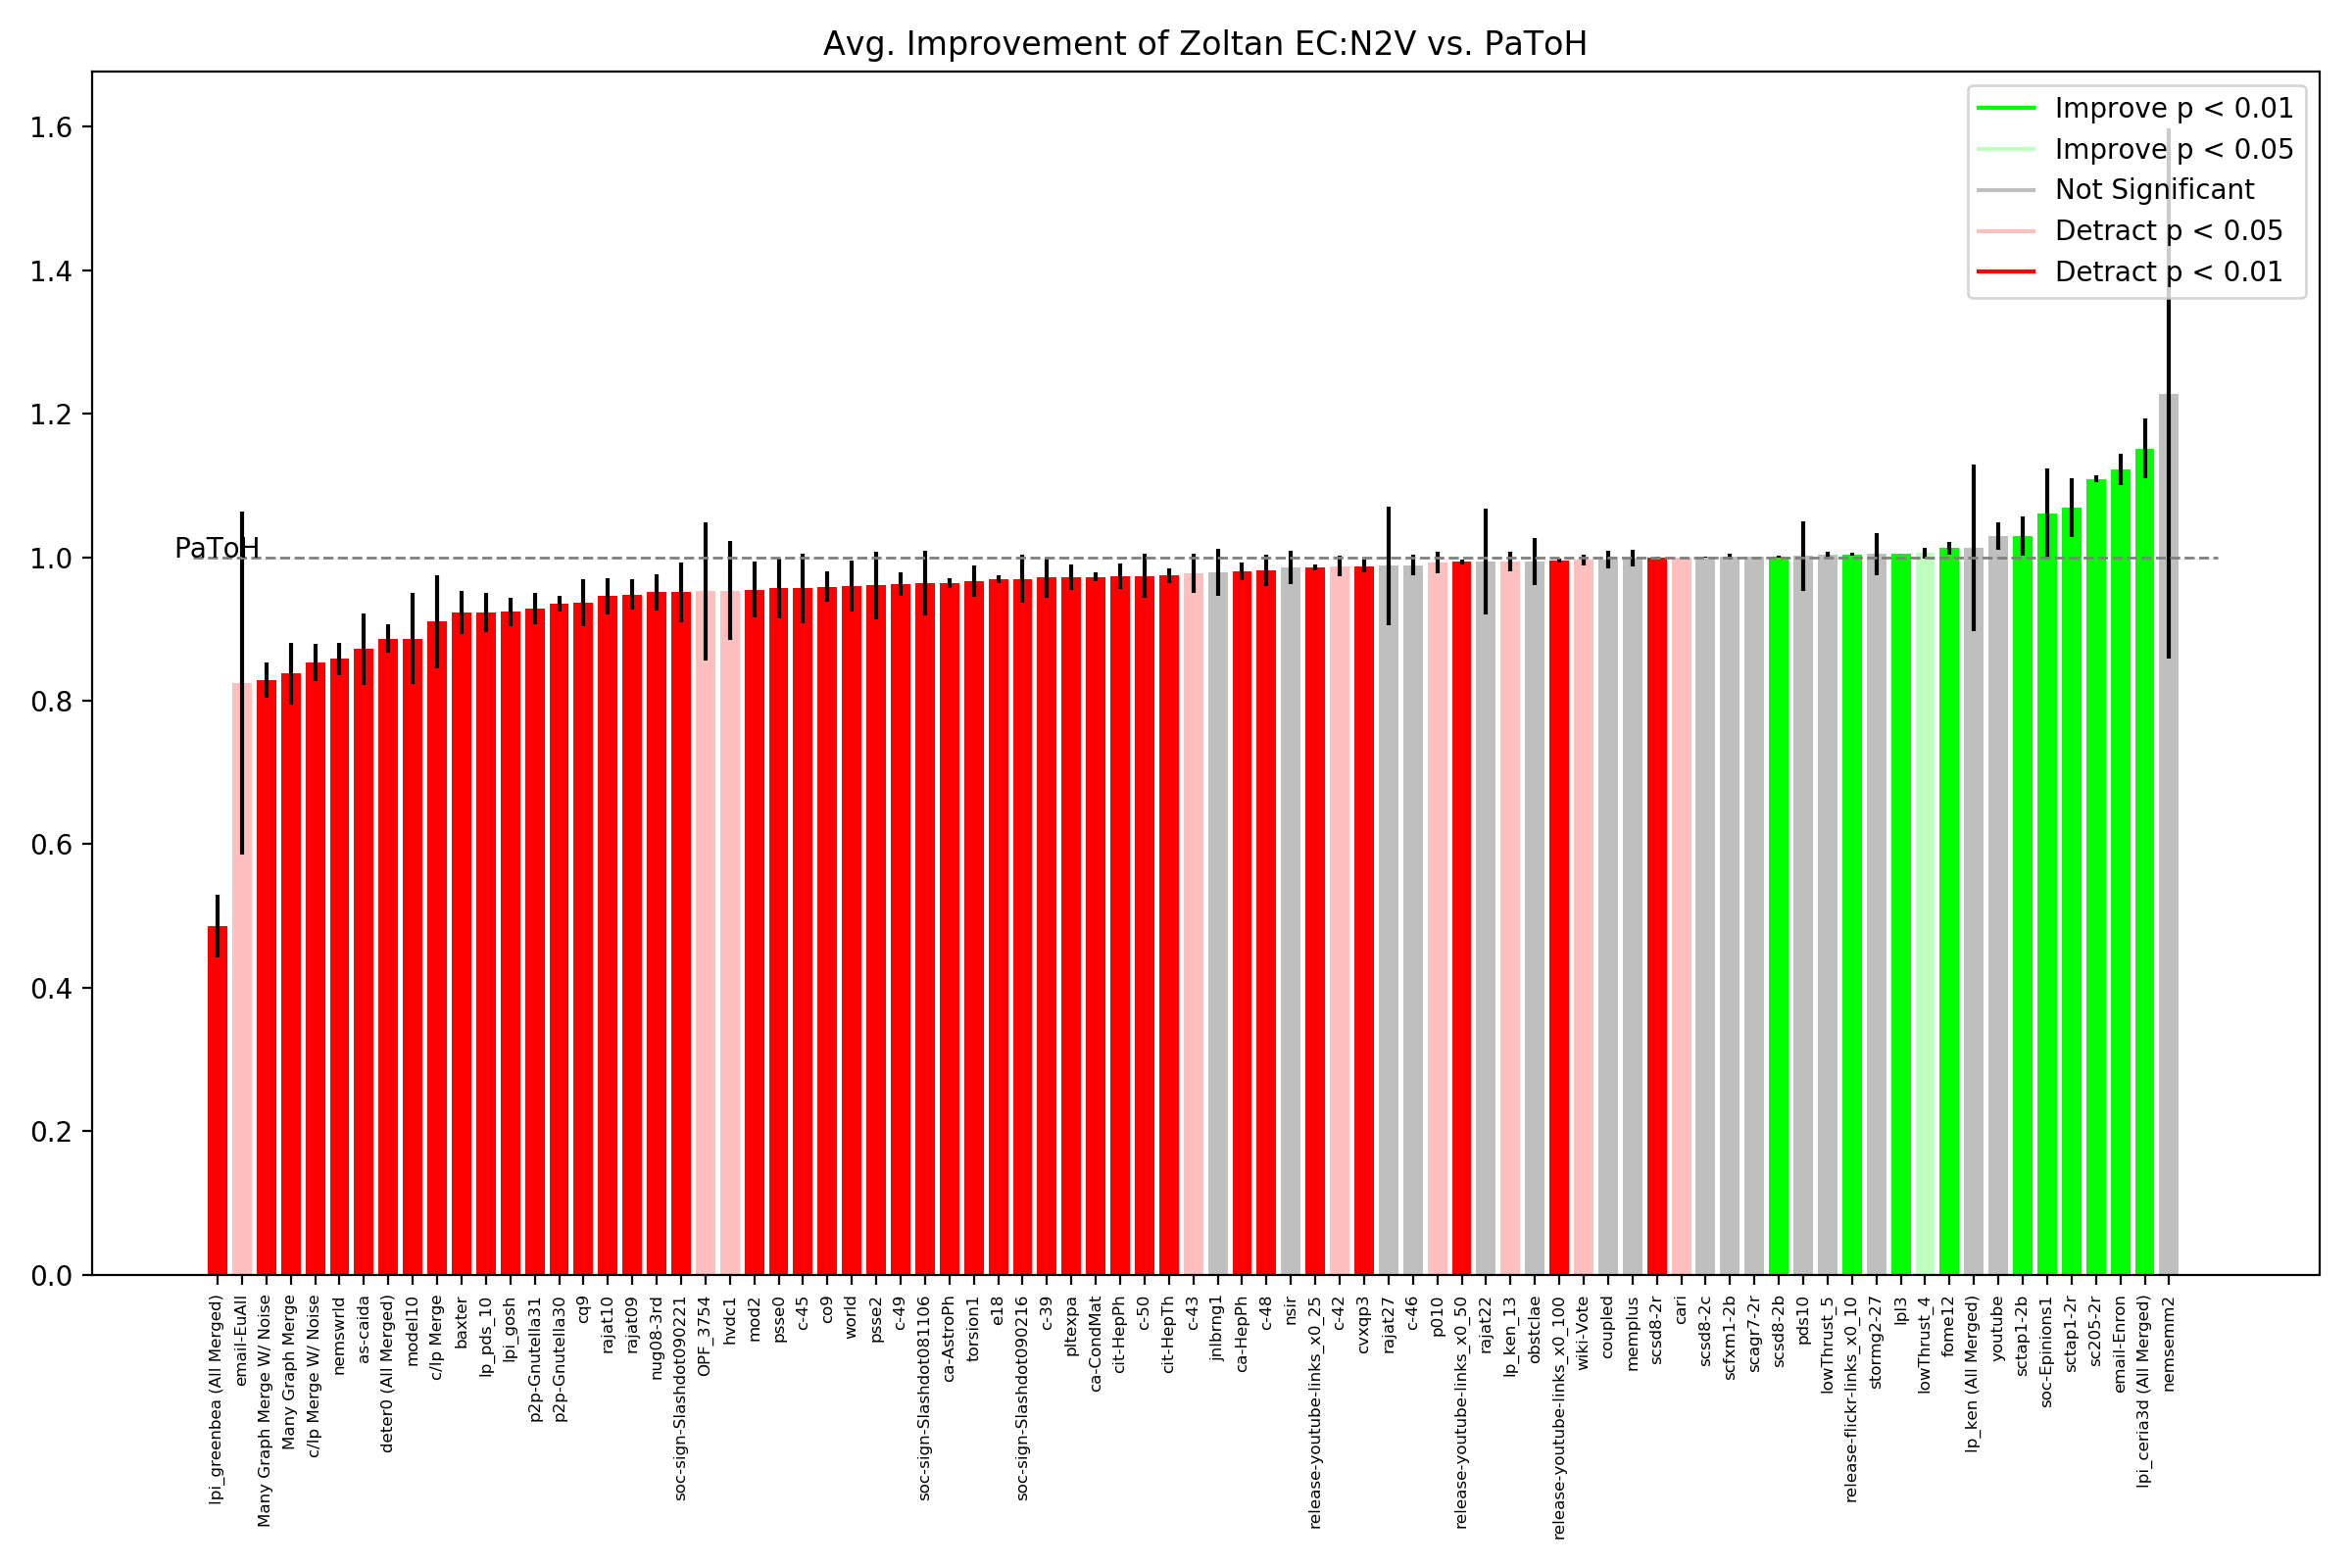 Avg. Improvement of Zoltan EC:N2V vs. PaToH
1.6
1.4
1.2
1.0
0.8
0.6
0.4
0.2
0.0
PaToH
Improve p < 0.01
Improve p < 0.05
Not Significant
Detract p < 0.05
Detract p < 0.01
lpi_greenbea (All Merged)
email-EuAll
Many Graph Merge W/ Noise
Many Graph Merge
c/lp Merge W/ Noise
nemswrld
as-caida
deter0 (All Merged)
model10
c/lp Merge
baxter
lp_pds_10
lpi_gosh
p2p-Gnutella31
p2p-Gnutella30
cq9
rajat10
rajat09
nug08-3rd
soc-sign-Slashdot090221
OPF_3754
hvdc1
mod2
psse0
c-45
co9
world
psse2
c-49
soc-sign-Slashdot081106
ca-AstroPh
torsion1
e18
soc-sign-Slashdot090216
c-39
pltexpa
ca-CondMat
cit-HepPh
c-50
cit-HepTh
c-43
jnlbrng1
ca-HepPh
c-48
nsir
release-youtube-links_x0_25
c-42
cvxqp3
rajat27
c-46
p010
release-youtube-links_x0_50
rajat22
lp_ken_13
obstclae
release-youtube-links_x0_100
wiki-Vote
coupled
memplus
scsd8-2r
cari
scsd8-2c
scfxm1-2b
scagr7-2r
scsd8-2b
pds10
lowThrust_5
release-flickr-links_x0_10
stormg2-27
lpl3
lowThrust_4
fome12
lp_ken (All Merged)
youtube
sctap1-2b
soc-Epinions1
sctap1-2r
sc205-2r
email-Enron
lpi_ceria3d (All Merged)
nemsemm2